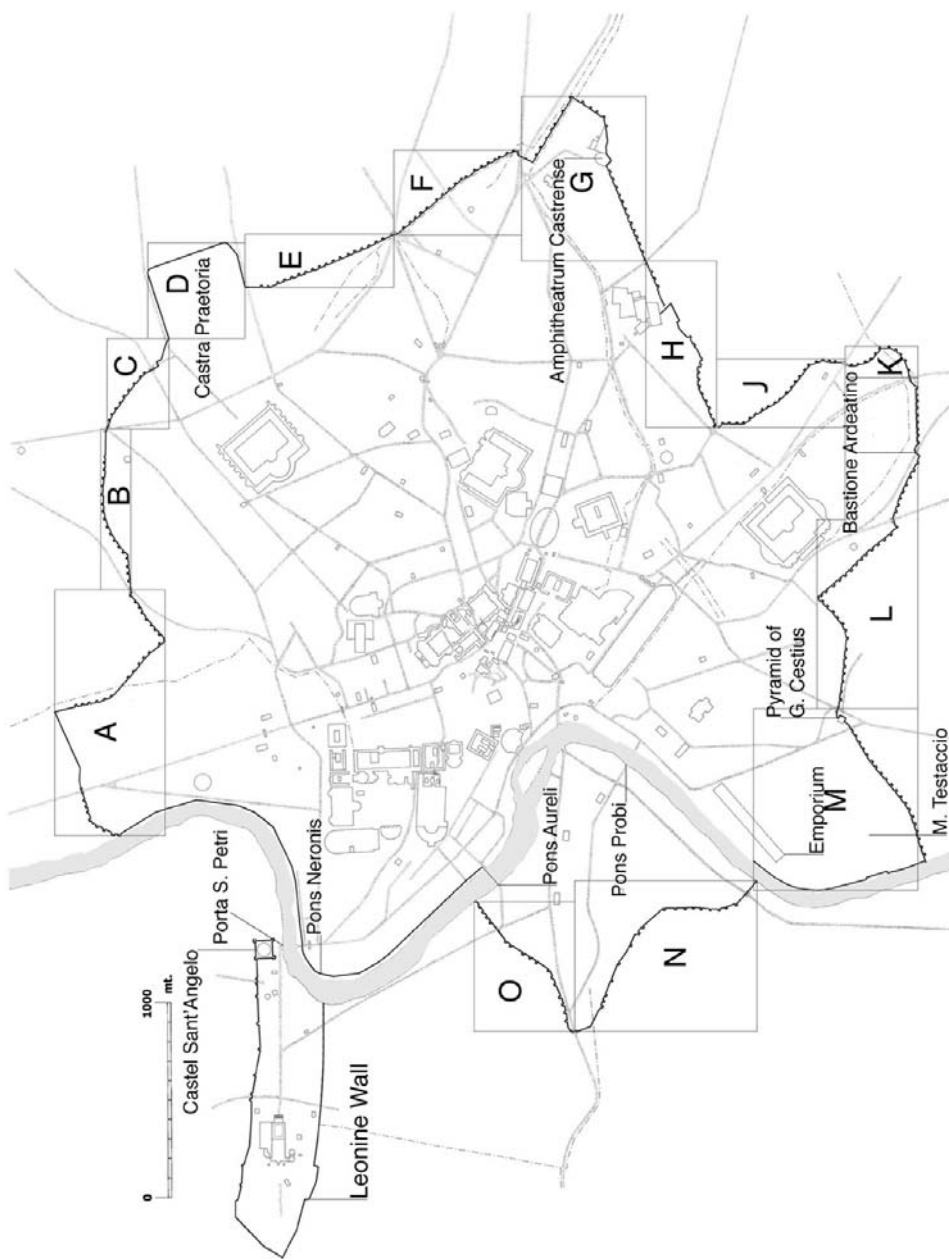 A
B
C
0
1000
mt.
D
Castel Sant'Angelo
Castra Praetoria
Porta S. Petri
E
Pons Neronis
Leonine Wall
F
O
Pons Aureli
Amphitheatrum Castrense
G
Pons Probi
N
H
J
Pyramid of
G. Cestius
Emporium
M
Bastione Ardeatino
L
K
M. Testaccio